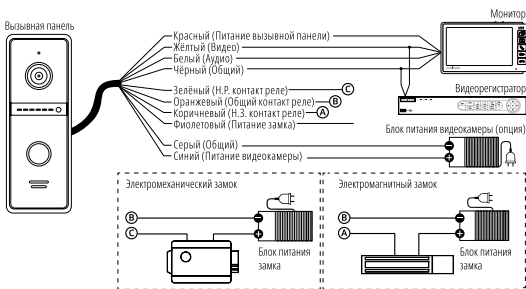 Монитор
Вызывная панель
Красный (Питание вызывной панели)
Жёлтый (Видео)
Белый (Аудио)
Чёрный (Общий)
Видеорегистратор
Зелёный (Н.Р. контакт реле) C
Оранжевый (Общий контакт реле) B
Коричневый (Н.З. контакт реле) A
Фиолетовый (Питание замка)
Блок питания видеокамеры (опция)
Серый (Общий)
Синий (Питание видеокамеры)
Электромеханический замок
B
C
Блок питания
замка
Электромагнитный замок
B
A
Блок питания
замка